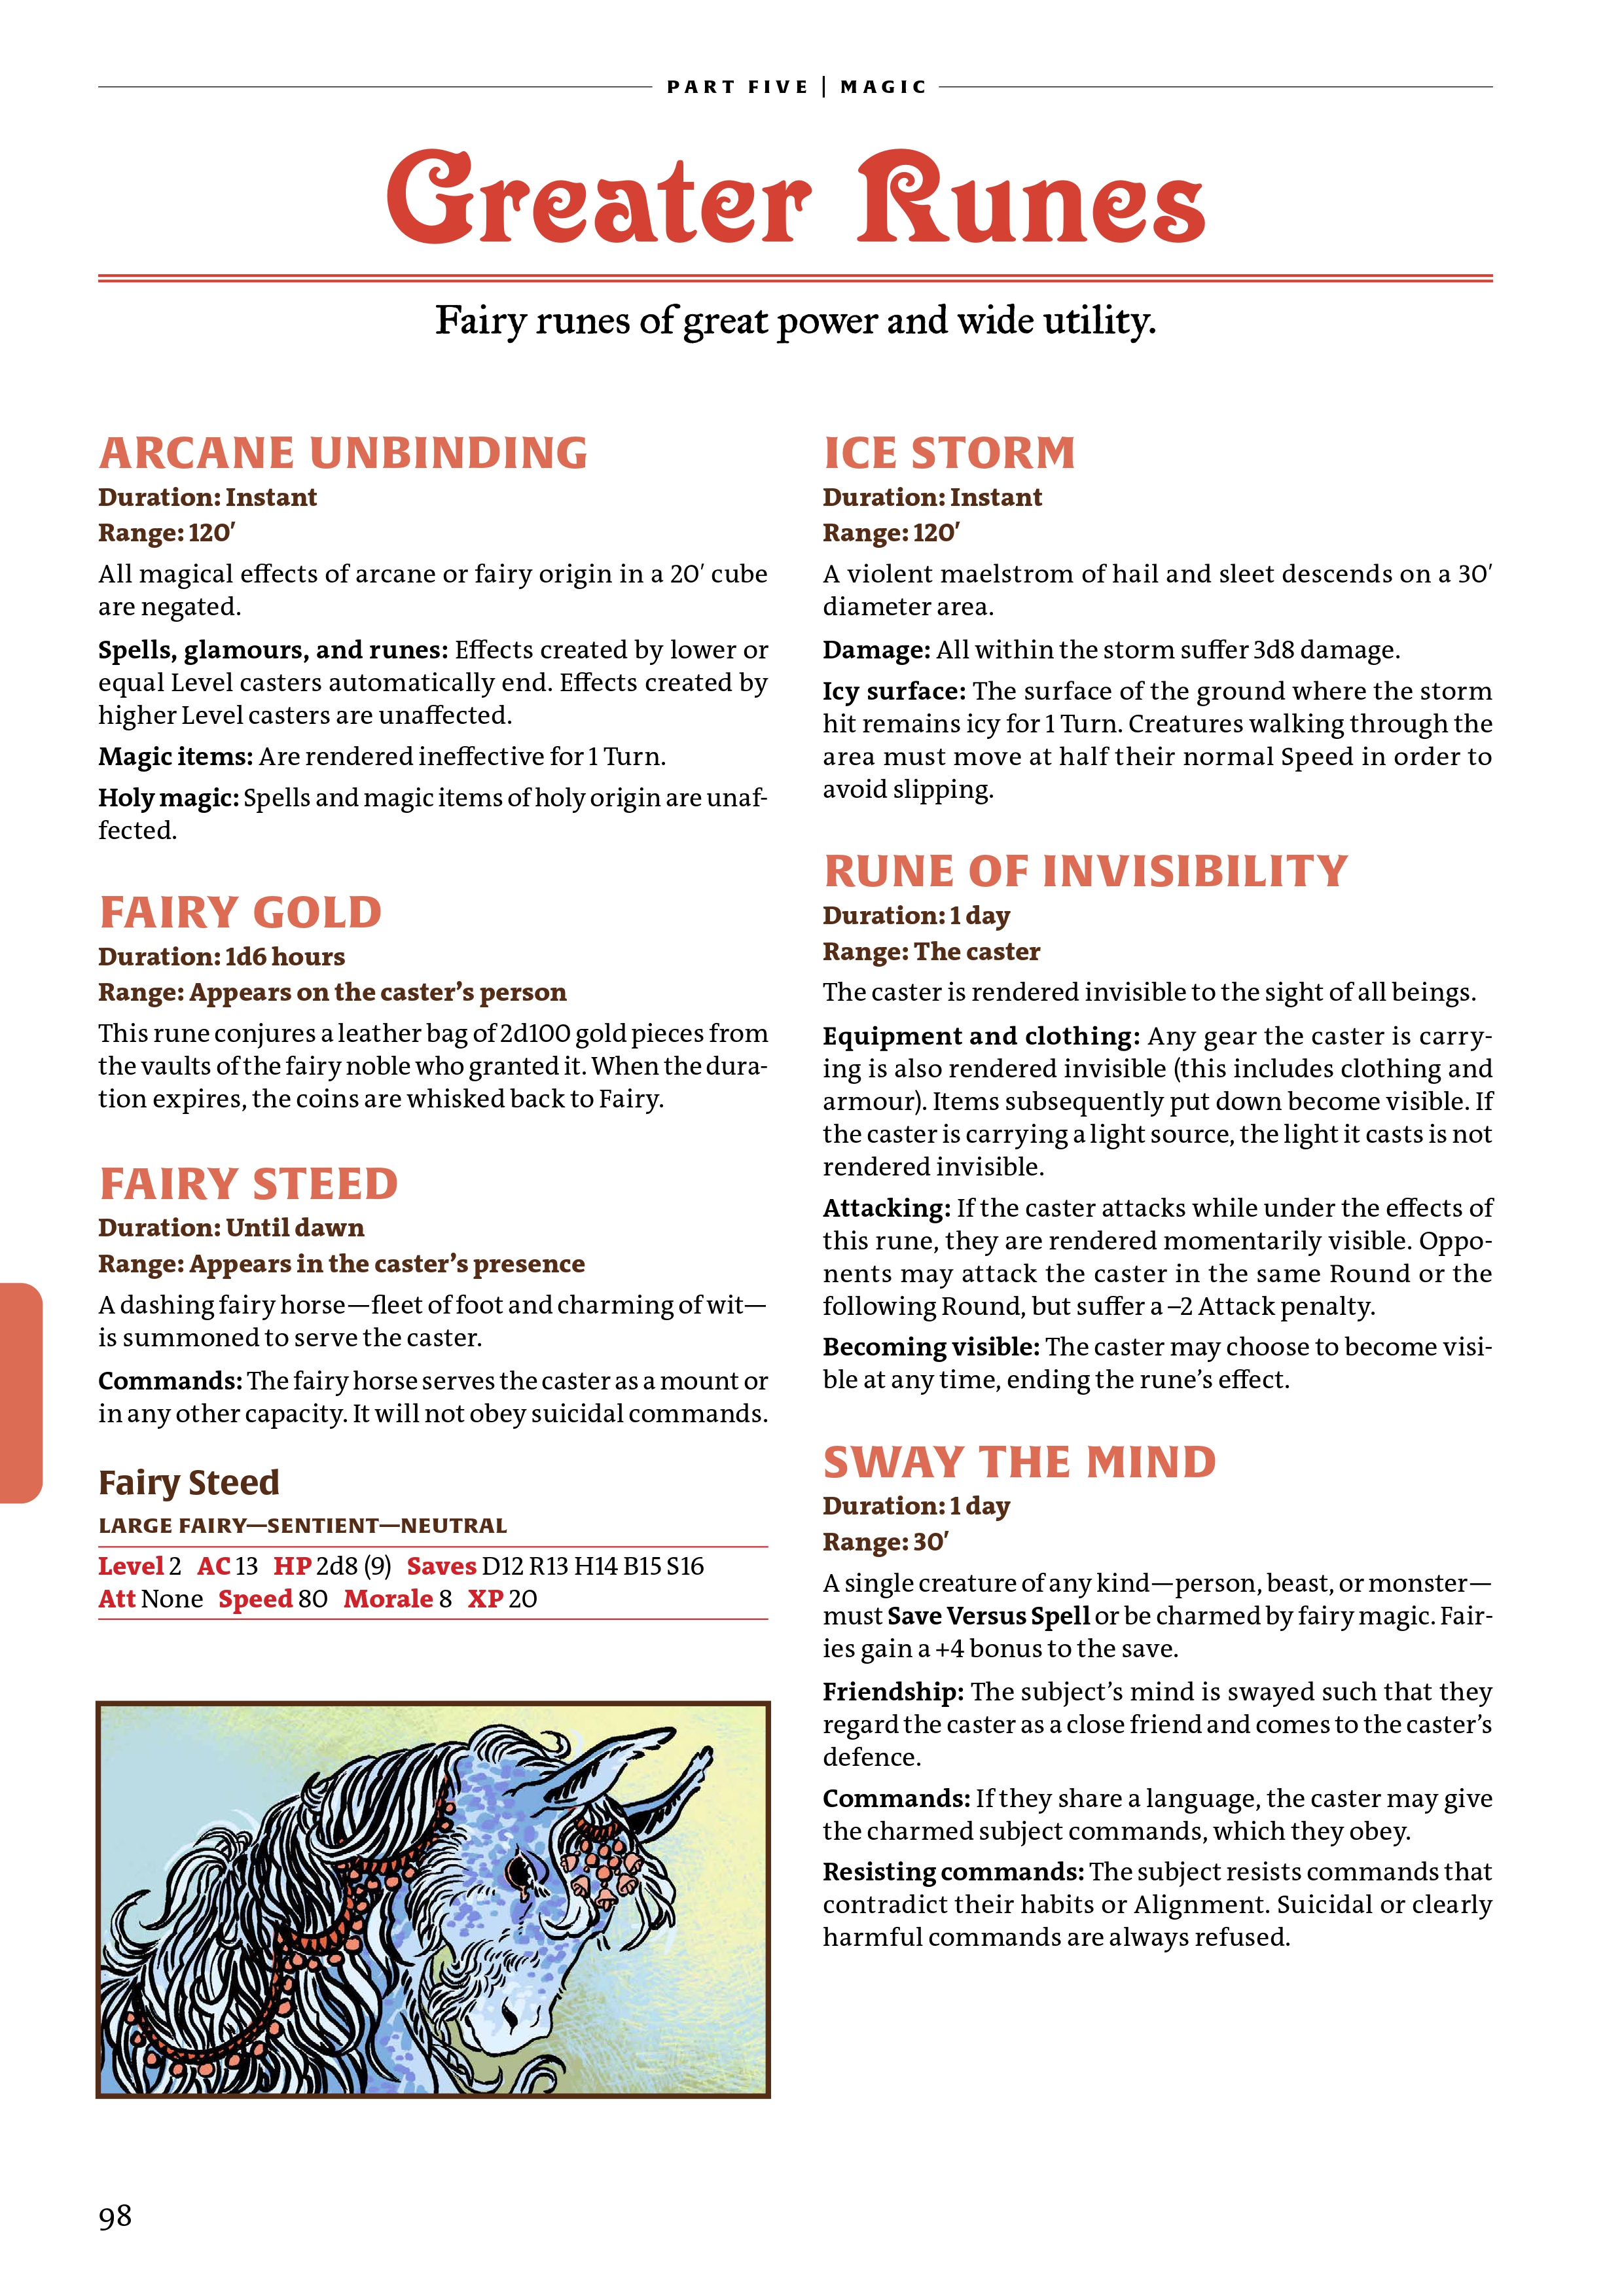 PART FIVE | MAGIC
Greater Runes
Fairy runes of great power and wide utility.
ARCANE UNBINDING
Duration: Instant
Range: 120′
All magical effects of arcane or fairy origin in a 20′ cube
are negated.
Spells, glamours, and runes: Effects created by lower or
equal Level casters automatically end. Effects created by
higher Level casters are unaffected.
Magic items: Are rendered ineffective for 1 Turn.
Holy magic: Spells and magic items of holy origin are unaf-
fected.
FAIRY GOLD
Duration: 1d6 hours
Range: Appears on the caster’s person
This rune conjures a leather bag of 2d100 gold pieces from
the vaults of the fairy noble who granted it. When the dura-
tion expires, the coins are whisked back to Fairy.
FAIRY STEED
Duration: Until dawn
Range: Appears in the caster’s presence
A dashing fairy horse—fleet of foot and charming of wit—
is summoned to serve the caster.
Commands: The fairy horse serves the caster as a mount or
in any other capacity. It will not obey suicidal commands.
Fairy Steed
LARGE FAIRY—SENTIENT—NEUTRAL
Level 2 AC 13 HP 2d8 (9) Saves D12 R13 H14 B15 S16
Att None Speed 80 Morale 8 XP 20
ICE STORM
Duration: Instant
Range: 120′
A violent maelstrom of hail and sleet descends on a 30′
diameter area.
Damage: All within the storm suffer 3d8 damage.
Icy surface: The surface of the ground where the storm
hit remains icy for 1 Turn. Creatures walking through the
area must move at half their normal Speed in order to
avoid slipping.
RUNE OF INVISIBILITY
Duration: 1 day
Range: The caster
The caster is rendered invisible to the sight of all beings.
Equipment and clothing: Any gear the caster is carry-
ing is also rendered invisible (this includes clothing and
armour). Items subsequently put down become visible. If
the caster is carrying a light source, the light it casts is not
rendered invisible.
Attacking: If the caster attacks while under the effects of
this rune, they are rendered momentarily visible. Oppo-
nents may attack the caster in the same Round or the
following Round, but suffer a –2 Attack penalty.
Becoming visible: The caster may choose to become visi-
ble at any time, ending the rune’s effect.
SWAY THE MIND
Duration: 1 day
Range: 30′
A single creature of any kind—person, beast, or monster—
must Save Versus Spell or be charmed by fairy magic. Fair-
ies gain a +4 bonus to the save.
Friendship: The subject’s mind is swayed such that they
regard the caster as a close friend and comes to the caster’s
defence.
Commands: If they share a language, the caster may give
the charmed subject commands, which they obey.
Resisting commands: The subject resists commands that
contradict their habits or Alignment. Suicidal or clearly
harmful commands are always refused.
98